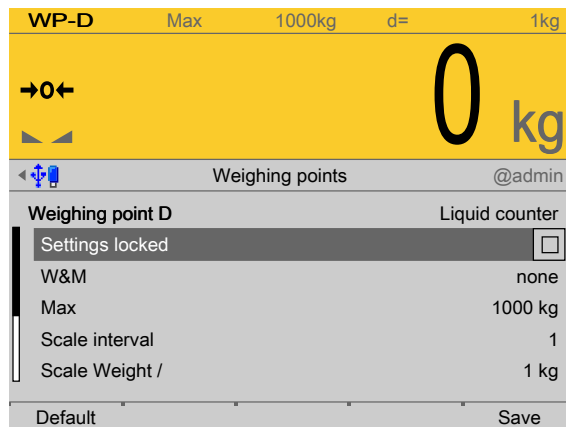 WP-D Max 1000kg d= 1kg
→0←
0 kg
Weighing points @admin
Weighing point D Liquid counter
Settings locked
W&M none
Max 1000 kg
Scale interval 1
Scale Weight / 1 kg
Default Save